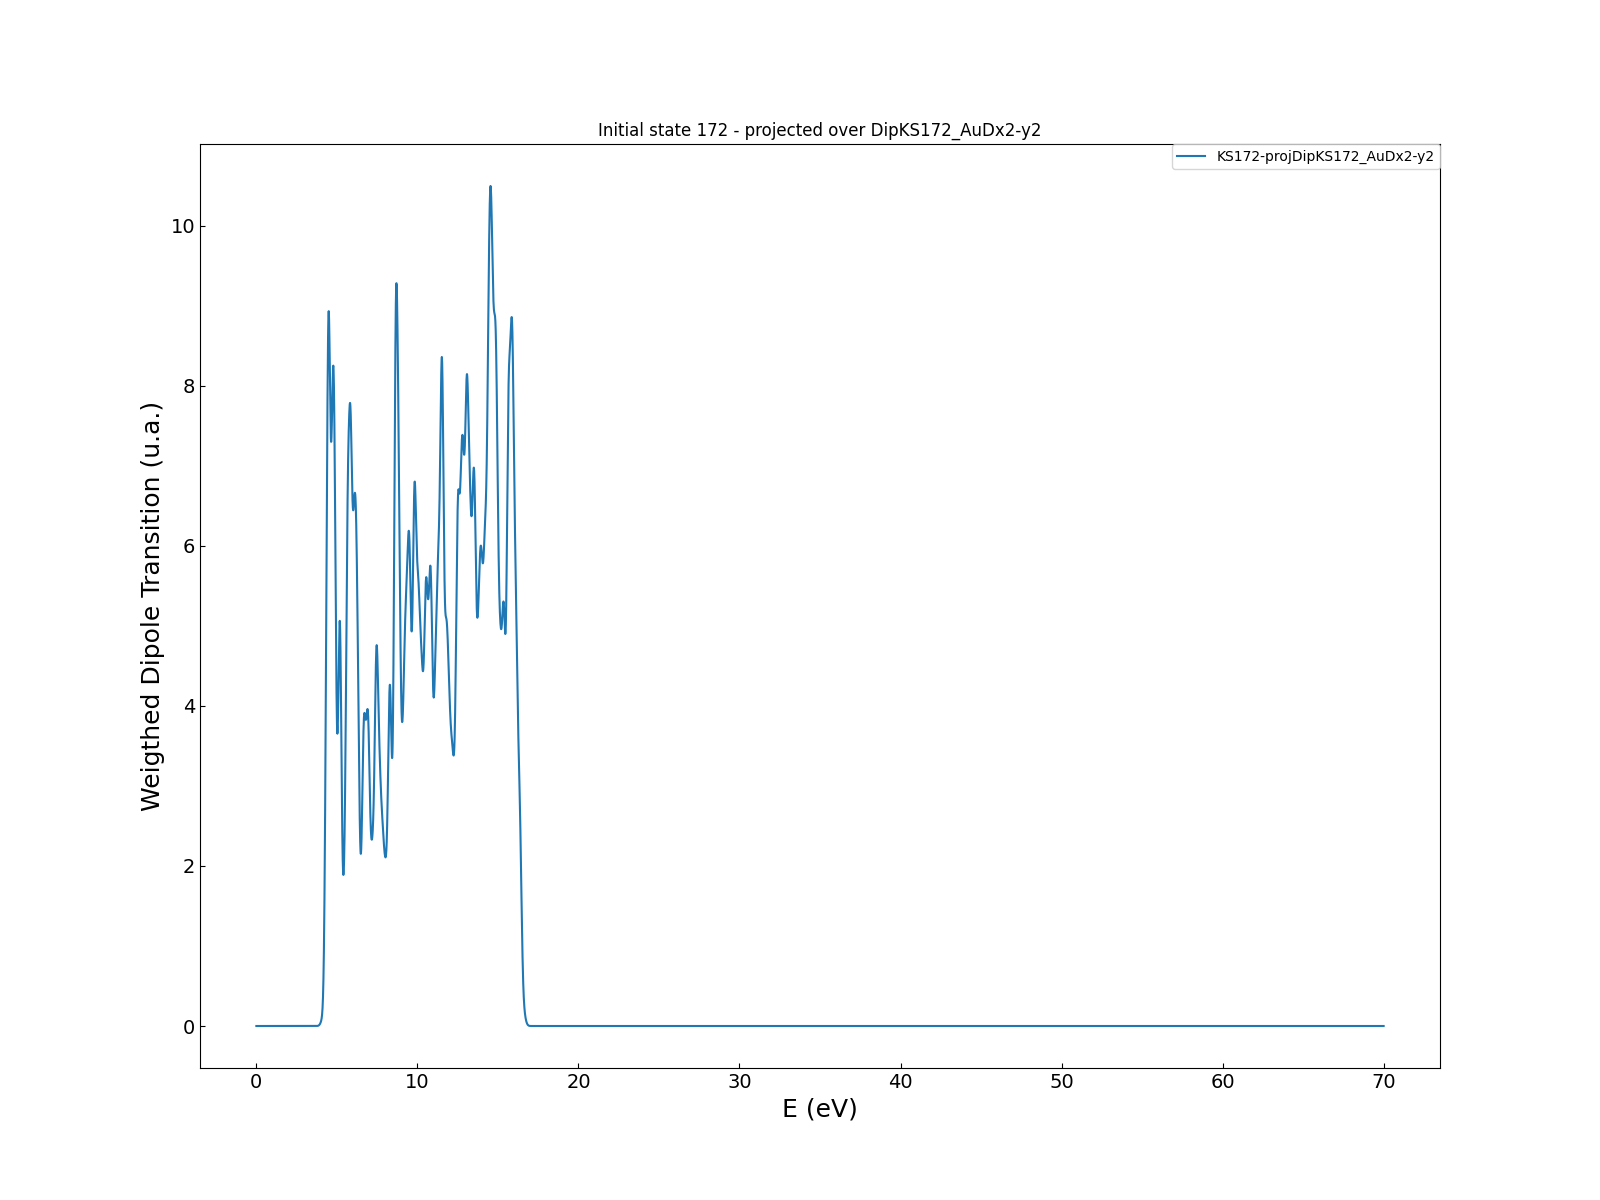 Initial state 172 - projected over DipKS172_AuDx2-y2
KS172-projDipKS172_AuDx2-y2
Weigthed Dipole Transition (u.a.)
10
8
6
4
2
0
0 10 20 30 40 50 60 70
E (eV)